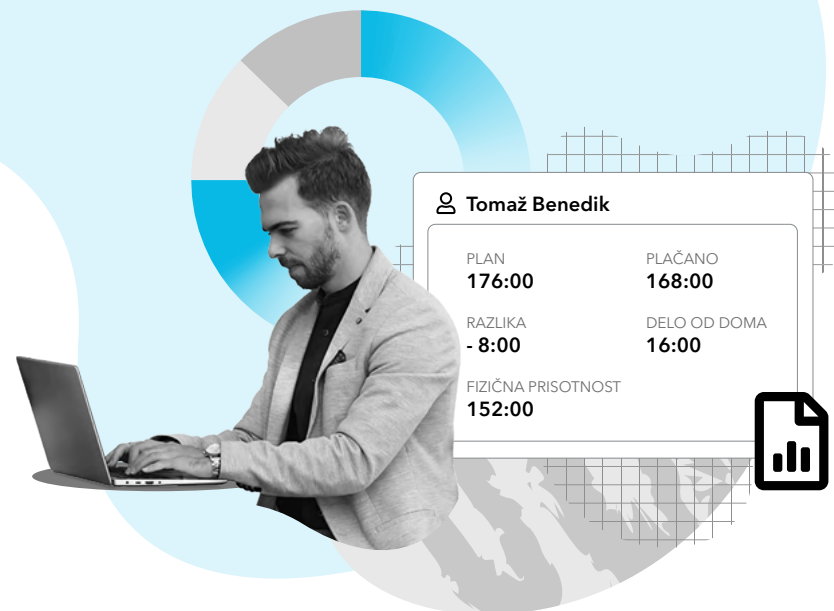 Tomaž Benedik
PLAN
176:00
PLAČANO
168:00
RAZLIKA
- 8:00
DELO OD DOMA
16:00
FIZIČNA PRISOTNOST
152:00